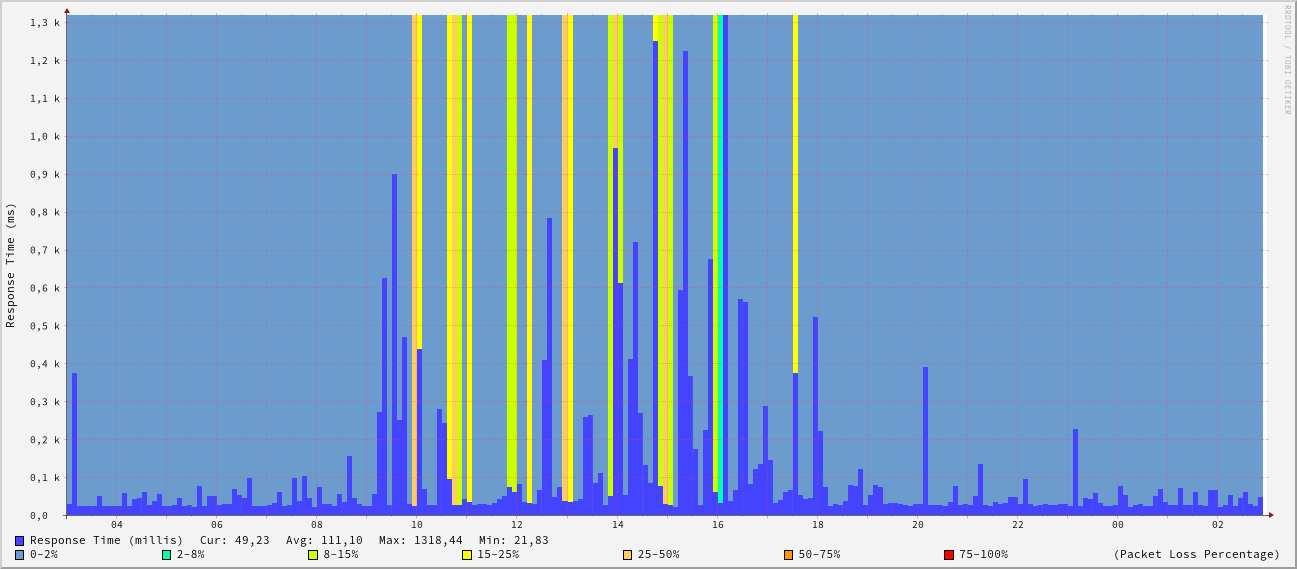 RRDTOOL / TOBI OETIKER
Response Time (ms)
1,3 k
1,2 k
1,1 k
1,0 k
0,9 k
0,8 k
0,7 k
0,6 k
0,5 k
0,4 k
0,3 k
0,2 k
0,1 k
0,0
04 06 08 10 12 14 16 18 20 22 00 02
Response Time (millis) Cur: 49,23 Avg: 111,10 Max: 1318,44 Min: 21,83
0-2% 2-8% 8-15% 15-25% 25-50% 50-75% 75-100% (Packet Loss Percentage)